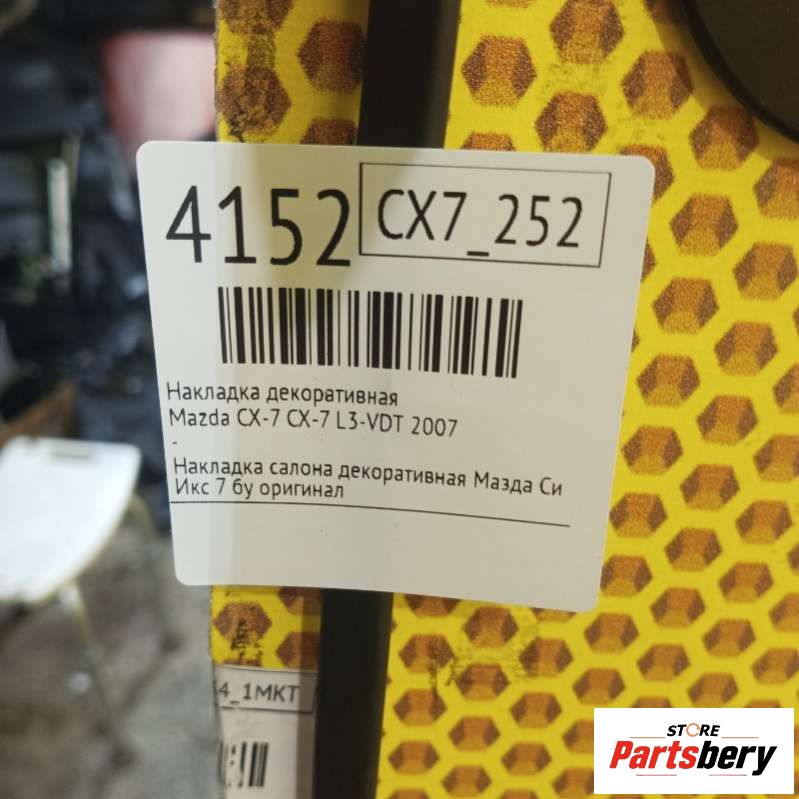 4152 CX7_252
Накладка декоративная
Mazda CX-7 CX-7 L3-VDT 2007
-
Накладка салона декоративная Мазда Си
Икс 7 бу оригинал
4_1МКТ
STORE
Partsbery